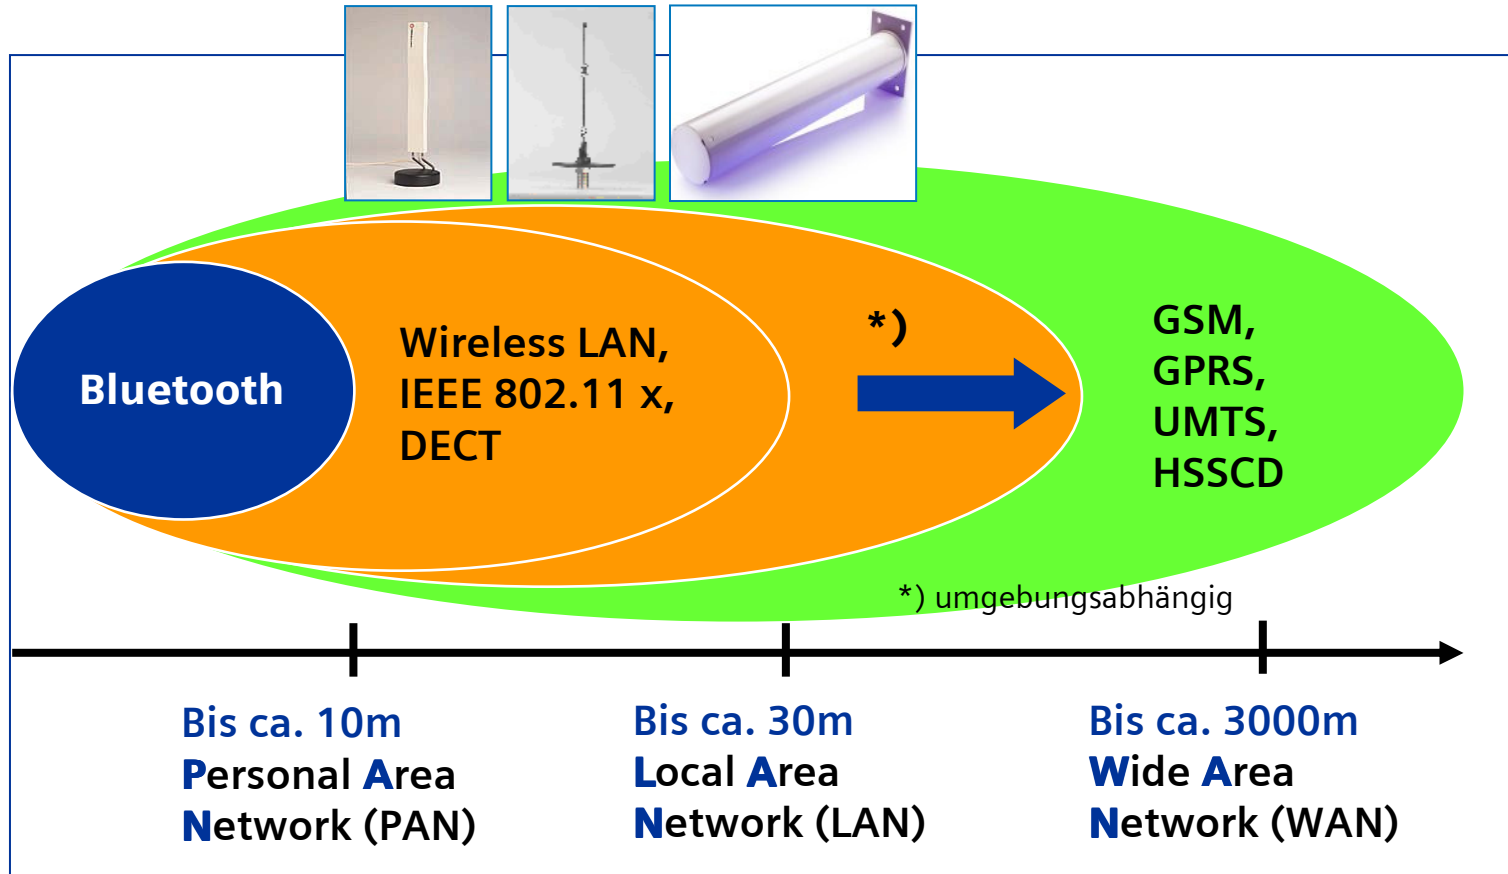 Bluetooth
Wireless LAN,
IEEE 802.11 x,
DECT
*)
GSM,
GPRS,
UMTS,
HSSCD
*) umgebungsabhängig
Bis ca. 10m
Personal Area
Network (PAN)
Bis ca. 30m
Local Area
Network (LAN)
Bis ca. 3000m
Wide Area
Network (WAN)